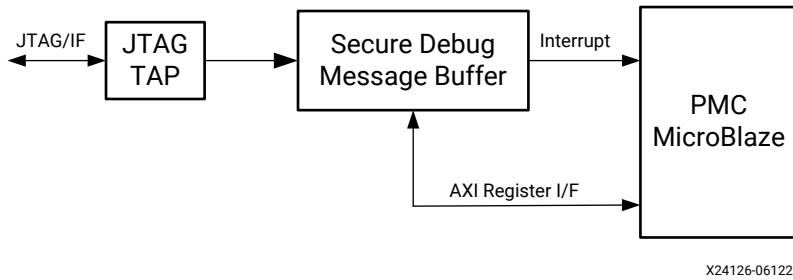 JTAG/IF
JTAG
TAP
Secure Debug
Message Buffer
Interrupt
PMC
MicroBlaze
AXI Register I/F
X24126-06122